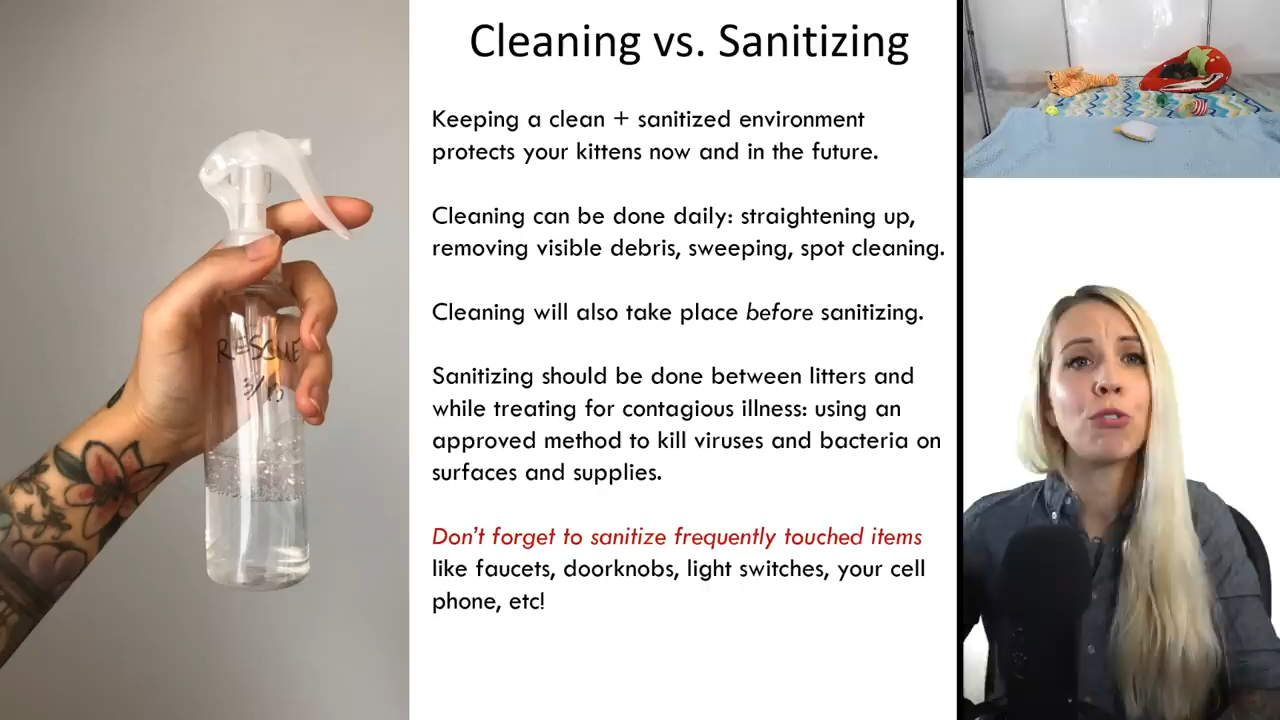 Cleaning vs. Sanitizing
Keeping a clean + sanitized environment
protects your kittens now and in the future.
Cleaning can be done daily: straightening up,
removing visible debris, sweeping, spot cleaning.
Cleaning will also take place before sanitizing.
Sanitizing should be done between litters and
while treating for contagious illness: using an
approved method to kill viruses and bacteria on
surfaces and supplies.
Don't forget to sanitize frequently touched items
like faucets, doorknobs, light switches, your cell
phone, etc!
RESCUE